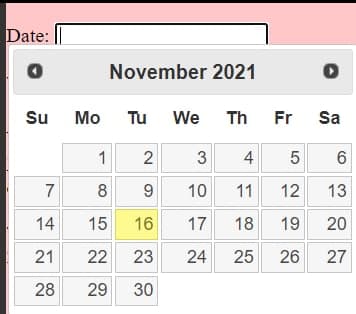 Date:
November 2021
Su Mo Tu We Th Fr Sa
1 2 3 4 5 6
7 8 9 10 11 12 13
14 15 16 17 18 19 20
21 22 23 24 25 26 27
28 29 30